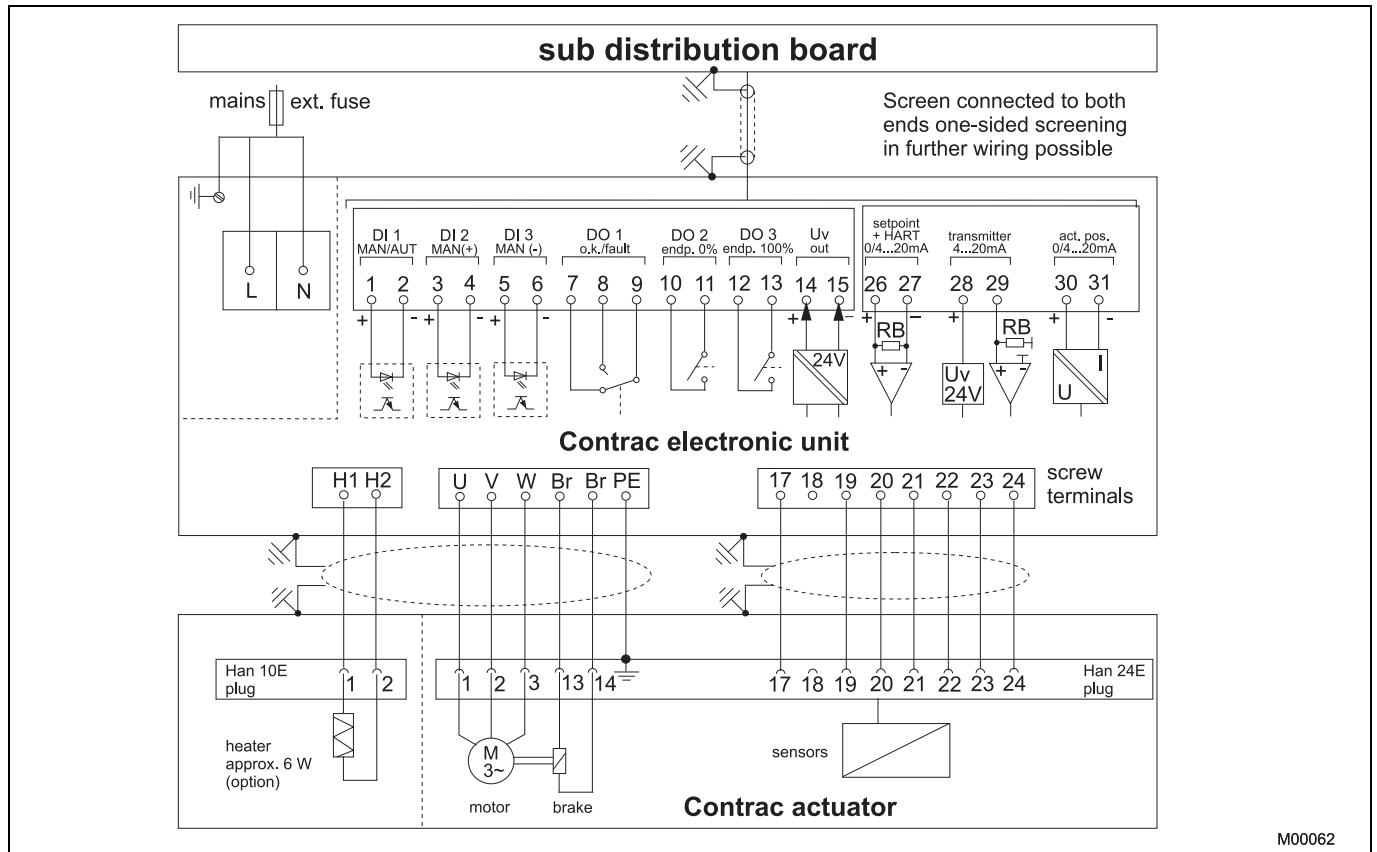 sub distribution board
mains ext. fuse
Screen connected to both
ends one-sided screening
in further wiring possible
L N
DI 1 DI 2 DI 3 DO 1 DO 2 DO 3 Uv
MAN/AUT MAN(+) MAN (-) o.k./fault endp. 0% endp. 100% out
setpoint
+ HART transmitter act. pos.
0/4...20mA 4...20mA 0/4...20mA
1 2 3 4 5 6 7 8 9 10 11 12 13 14 15 26 27 28 29 30 31
+ - + - + - + – + – + + -
RB RB
24V + - Uv 24V + - U I
Contrac electronic unit
H1 H2 U V W Br Br PE 17 18 19 20 21 22 23 24
screw
terminals
Han 10E
plug
1 2 1 2 3 13 14 17 18 19 20 21 22 23 24
Han 24E
plug
heater
approx. 6 W
(option)
M
3~
motor brake
sensors
Contrac actuator
M00062